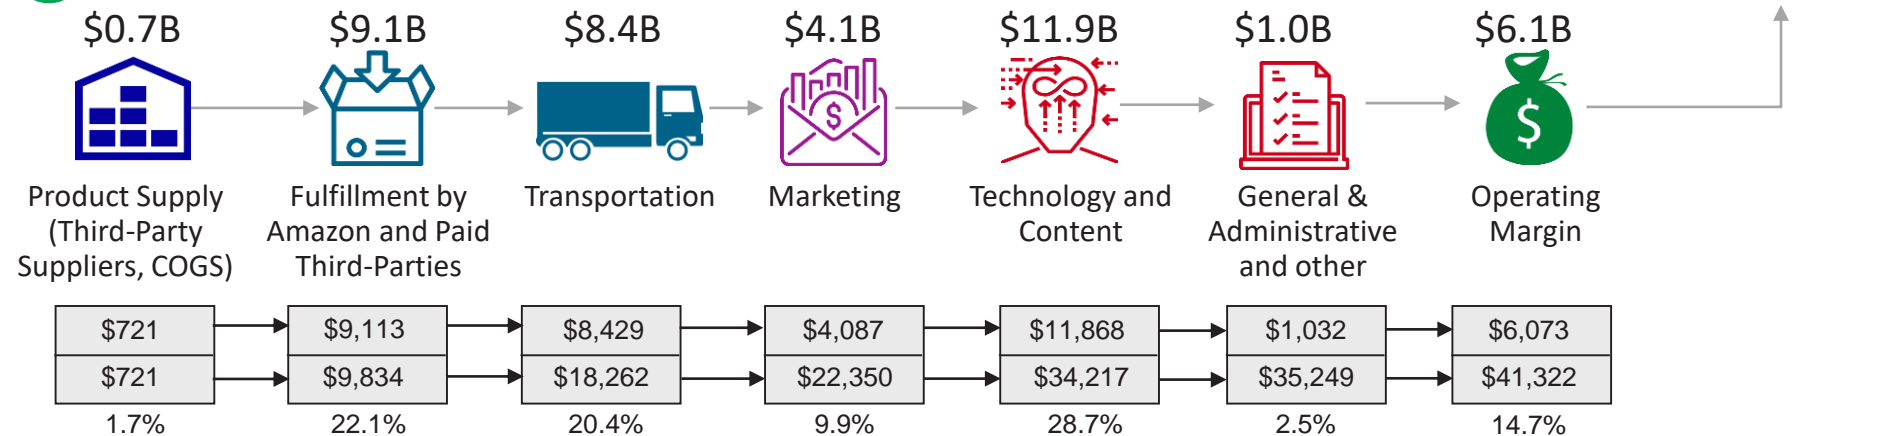 $0.7B $9.1B $8.4B $4.1B $11.9B $1.0B $6.1B
$
$
Product Supply Fulfillment by Transportation Marketing Technology and General & Operating
(Third-Party Amazon and Paid Content Administrative Margin
Suppliers, COGS) Third-Parties and other
$721 $9,113 $8,429 $4,087 $11,868 $1,032 $6,073
$721 $9,834 $18,262 $22,350 $34,217 $35,249 $41,322
1.7% 22.1% 20.4% 9.9% 28.7% 2.5% 14.7%